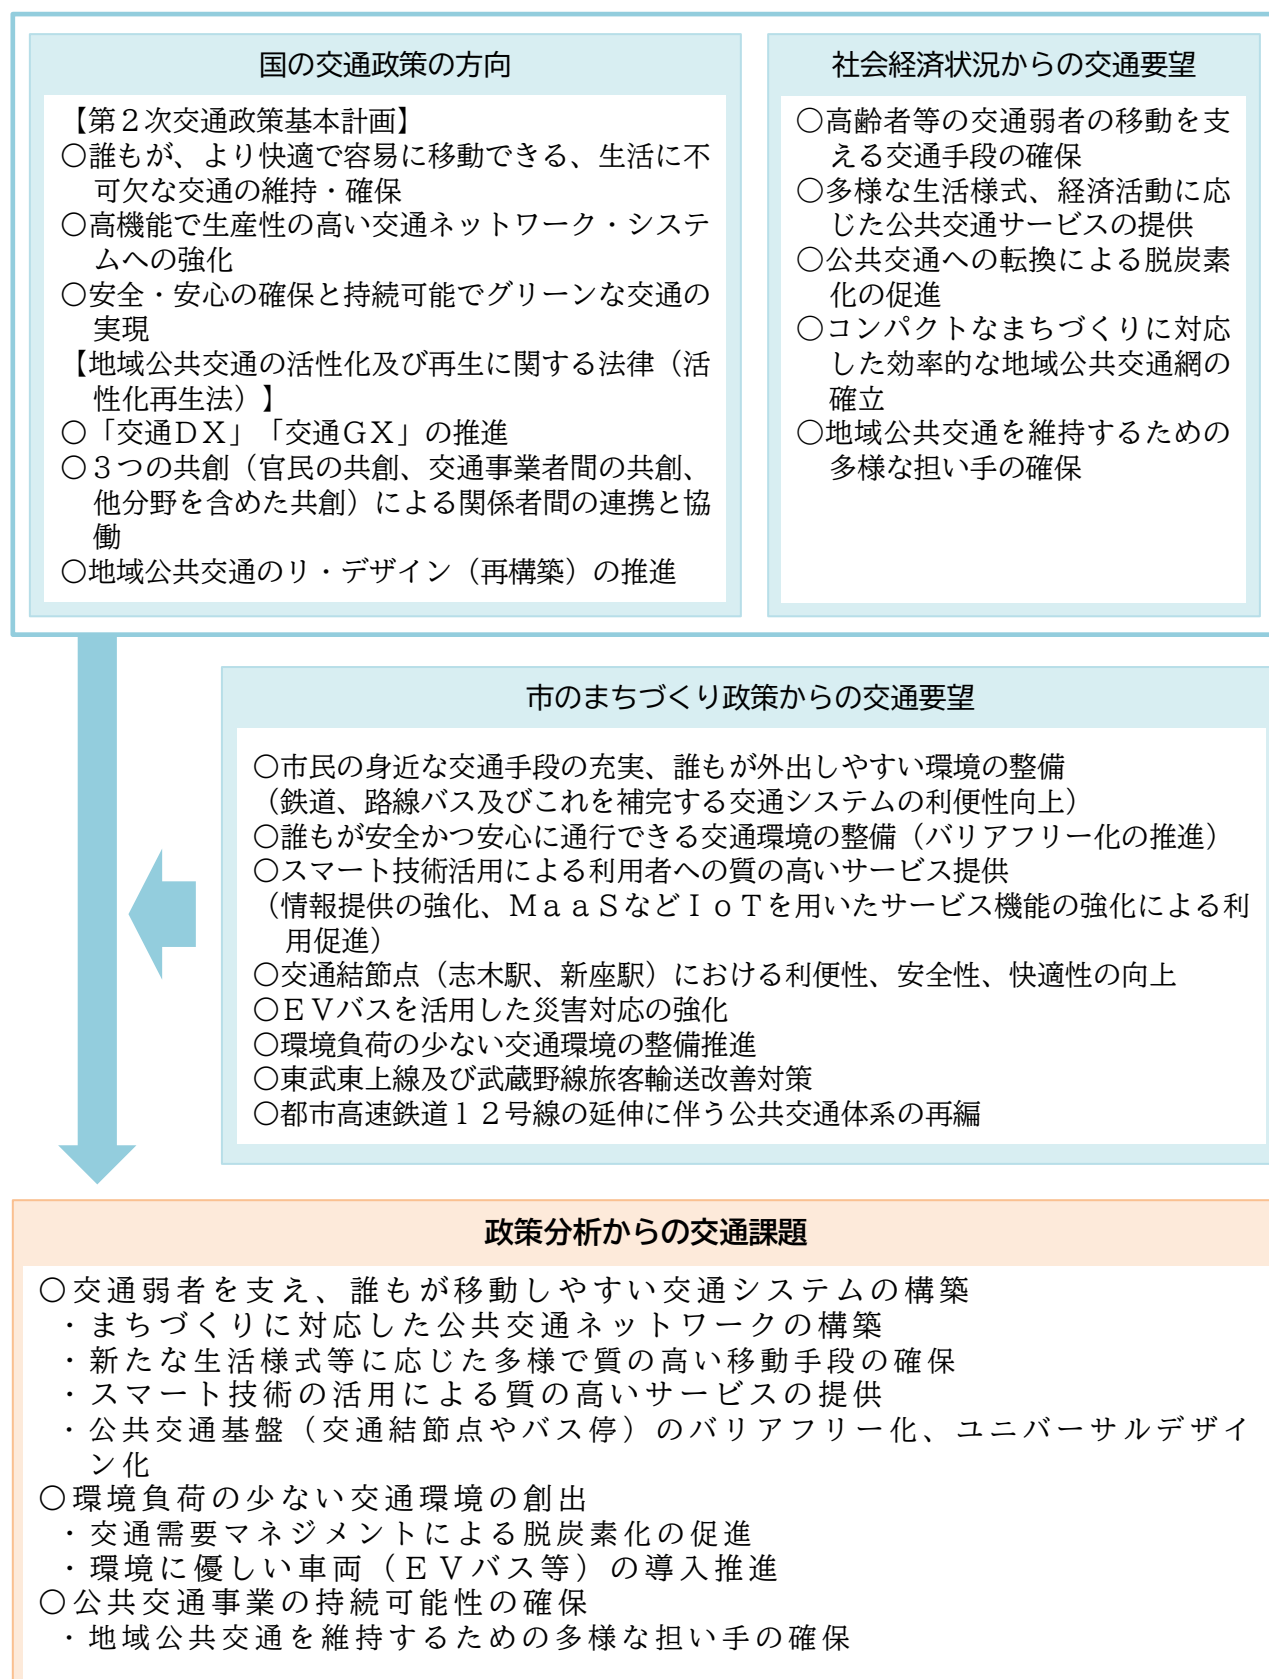 国の交通政策の方向
【第２次交通政策基本計画】
〇誰もが、より快適で容易に移動できる、生活に不
可欠な交通の維持・確保
〇高機能で生産性の高い交通ネットワーク・システ
ムへの強化
〇安全・安心の確保と持続可能でグリーンな交通の
実現
【地域公共交通の活性化及び再生に関する法律（活
性化再生法）】
〇「交通ＤＸ」「交通ＧＸ」の推進
〇３つの共創（官民の共創、交通事業者間の共創、
他分野を含めた共創）による関係者間の連携と協
働
〇地域公共交通のリ・デザイン（再構築）の推進
社会経済状況からの交通要望
〇高齢者等の交通弱者の移動を支
える交通手段の確保
〇多様な生活様式、経済活動に応
じた公共交通サービスの提供
〇公共交通への転換による脱炭素
化の促進
〇コンパクトなまちづくりに対応
した効率的な地域公共交通網の
確立
〇地域公共交通を維持するための
多様な担い手の確保
市のまちづくり政策からの交通要望
〇市民の身近な交通手段の充実、誰もが外出しやすい環境の整備
（鉄道、路線バス及びこれを補完する交通システムの利便性向上）
〇誰もが安全かつ安心に通行できる交通環境の整備（バリアフリー化の推進）
〇スマート技術活用による利用者への質の高いサービス提供
（情報提供の強化、ＭａａＳなどＩｏＴを用いたサービス機能の強化による利
用促進）
〇交通結節点（志木駅、新座駅）における利便性、安全性、快適性の向上
〇ＥＶバスを活用した災害対応の強化
〇環境負荷の少ない交通環境の整備推進
〇東武東上線及び武蔵野線旅客輸送改善対策
〇都市高速鉄道１２号線の延伸に伴う公共交通体系の再編
政策分析からの交通課題
〇交通弱者を支え、誰もが移動しやすい交通システムの構築
・まちづくりに対応した公共交通ネットワークの構築
・新たな生活様式等に応じた多様で質の高い移動手段の確保
・スマート技術の活用による質の高いサービスの提供
・公共交通基盤（交通結節点やバス停）のバリアフリー化、ユニバーサルデザイ
ン化
〇環境負荷の少ない交通環境の創出
・交通需要マネジメントによる脱炭素化の促進
・環境に優しい車両（ＥＶバス等）の導入推進
〇公共交通事業の持続可能性の確保
・地域公共交通を維持するための多様な担い手の確保